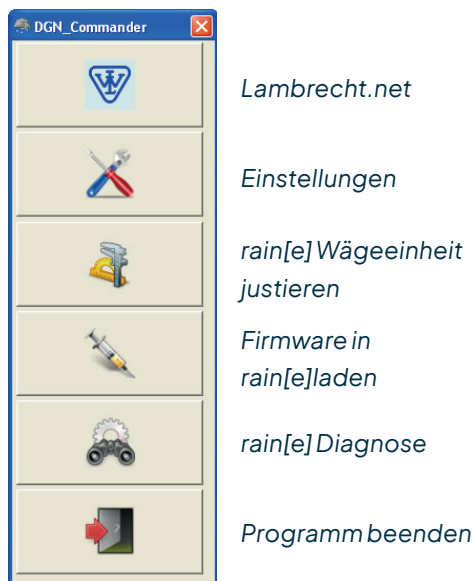 DGN_Commander
Lambrecht.net
Einstellungen
rain[e] Wägeeinheit
justieren
Firmware in
rain[e]laden
rain[e] Diagnose
Programm beenden